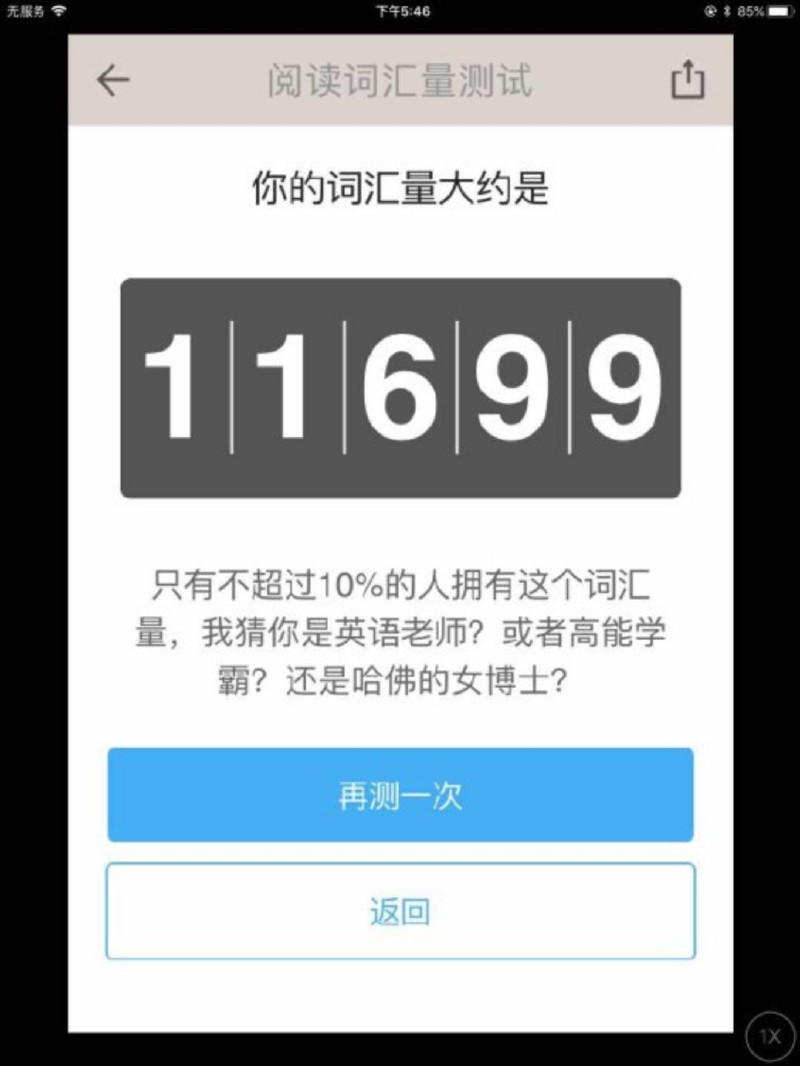 无服务 下午5:46 85%
阅读词汇量测试
你的词汇量大约是
11699
只有不超过10%的人拥有这个词汇
量，我猜你是英语老师？或者高能学
霸？还是哈佛的女博士？
再测一次
返回
1X